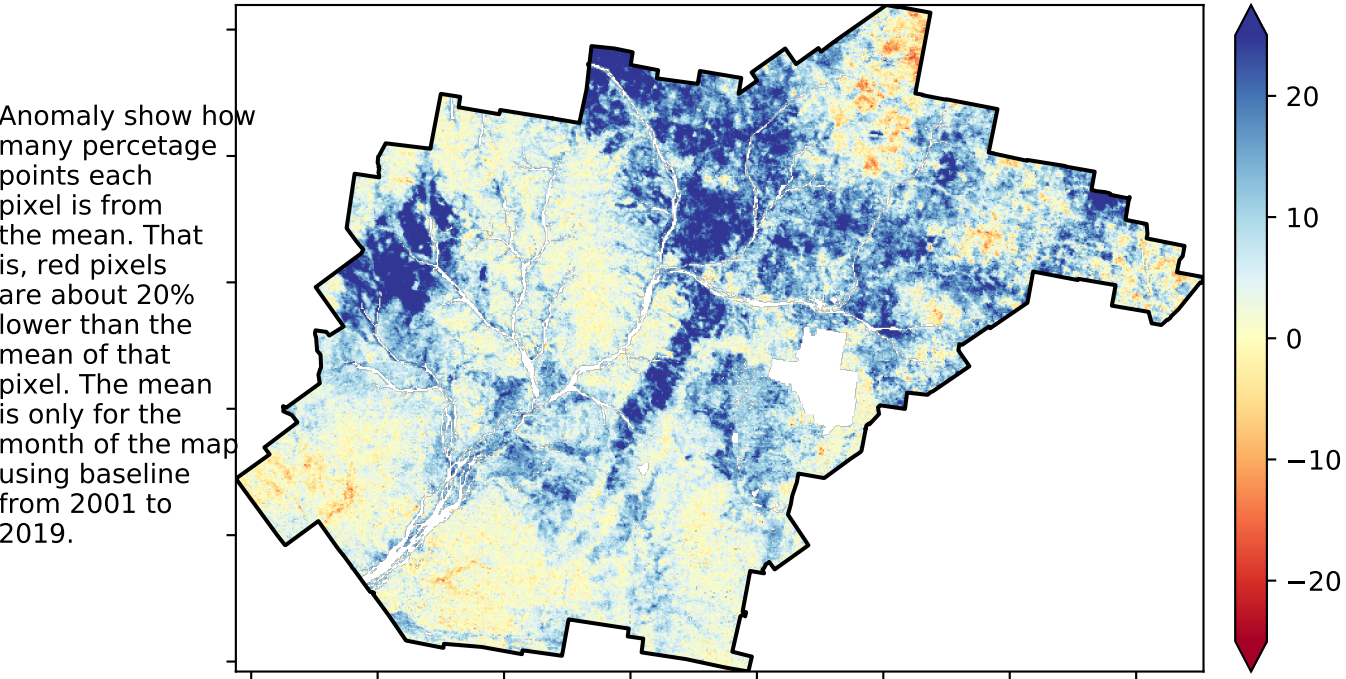 Anomaly show how
many percetage
points each
pixel is from
the mean. That
is, red pixels
are about 20%
lower than the
mean of that
pixel. The mean
is only for the
month of the map
using baseline
from 2001 to
2019.
20
10
0
−10
−20